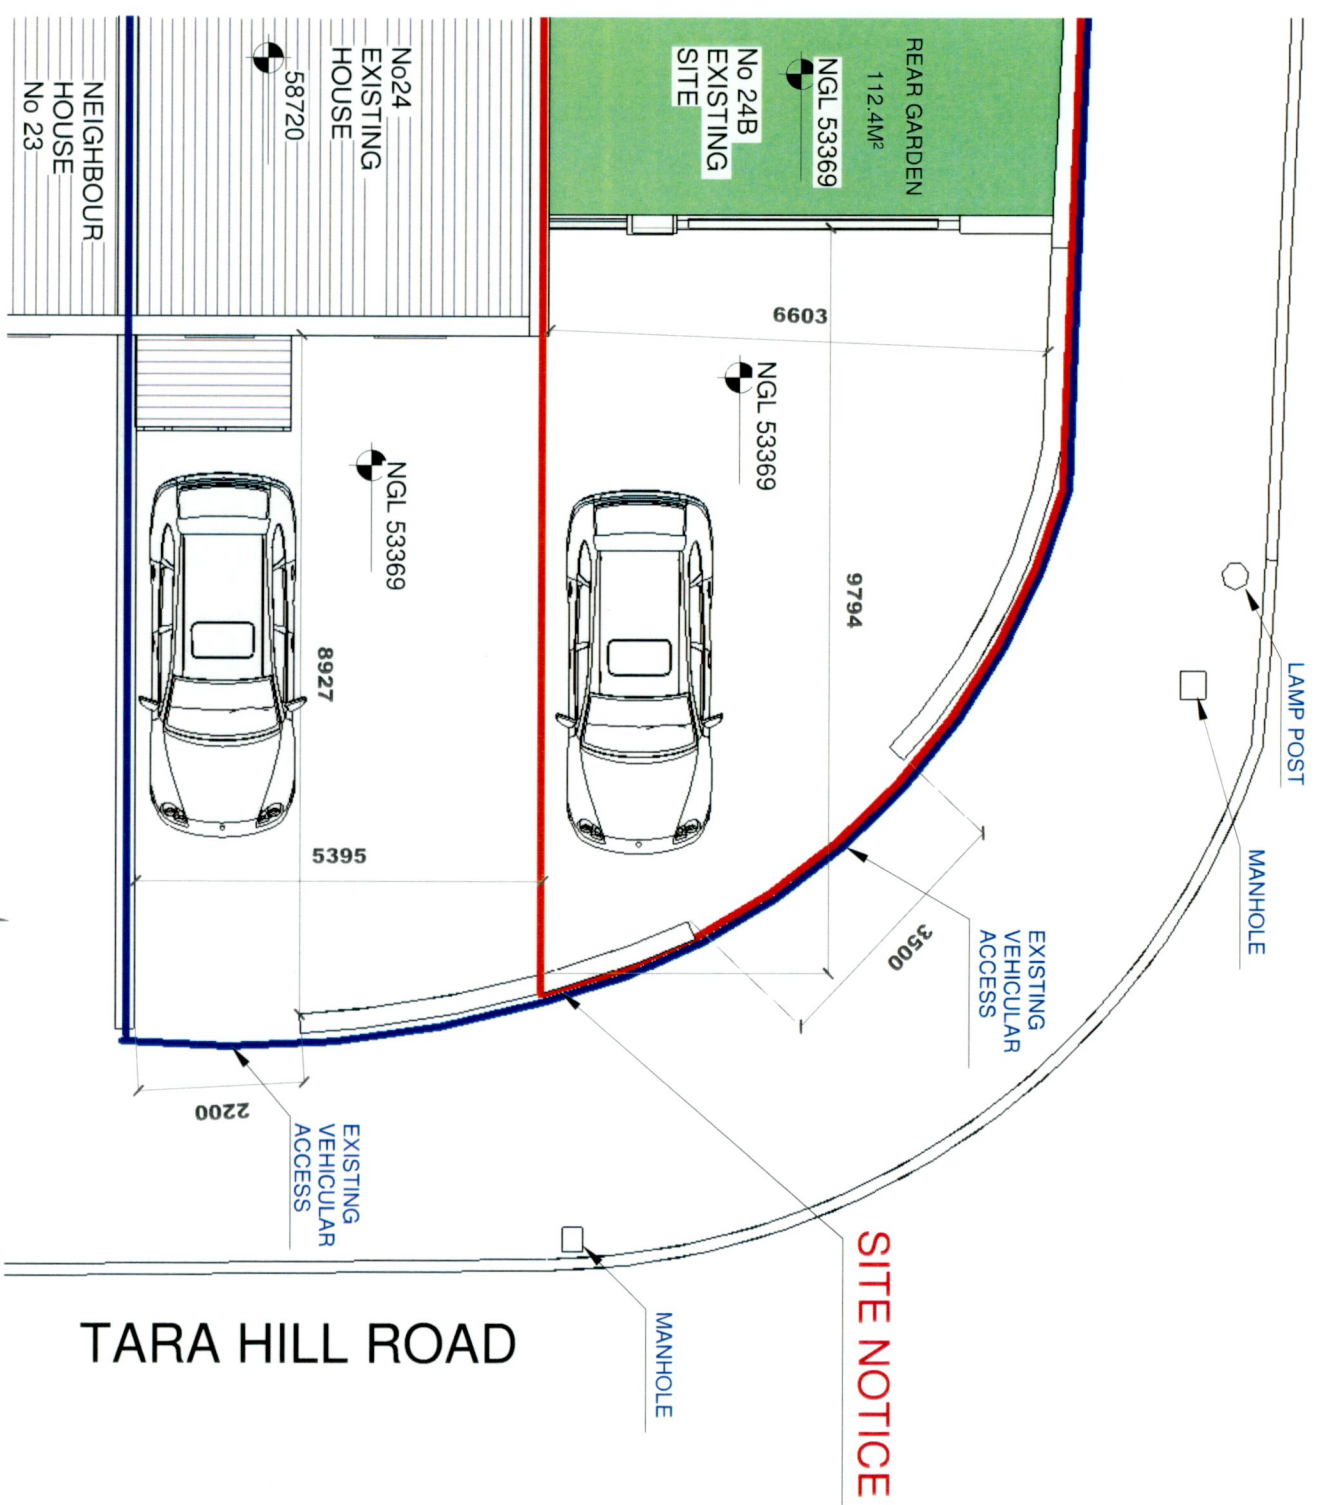 REAR GARDEN
112.4M²
NGL 53369
No 24B
EXISTING
SITE
No24
EXISTING
HOUSE
58720
NEIGHBOUR
HOUSE
No 23
6603
NGL 53369
NGL 53369
9794
8927
5395
3500
2200
LAMP POST
MANHOLE
EXISTING
VEHICULAR
ACCESS
EXISTING
VEHICULAR
ACCESS
SITE NOTICE
MANHOLE
TARA HILL ROAD